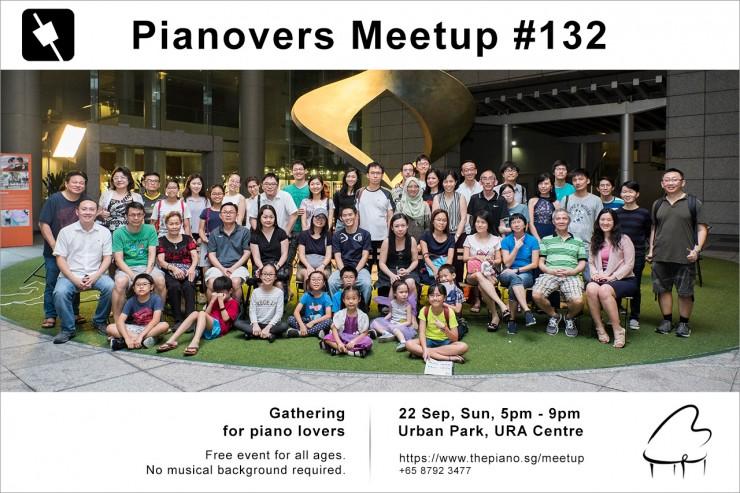 Pianovers Meetup #132
Gathering
for piano lovers
Free event for all ages.
No musical background required.
22 Sep, Sun, 5pm - 9pm
Urban Park, URA Centre
https://www.thepiano.sg/meetup
+65 8792 3477